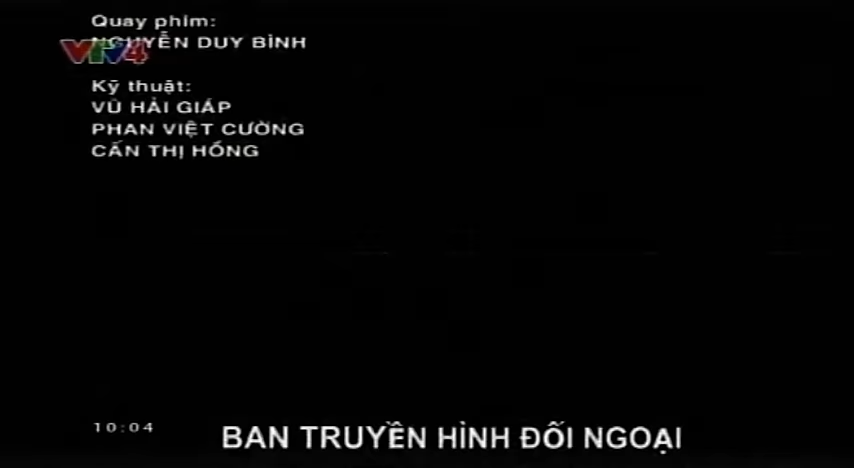 Quay phim:
NGUYỄN DUY BÌNH
VTV4
Kỹ thuật:
VŨ HẢI GIÁP
PHAN VIỆT CƯỜNG
CẤN THỊ HỒNG
10:04
BAN TRUYỀN HÌNH ĐỐI NGOẠI